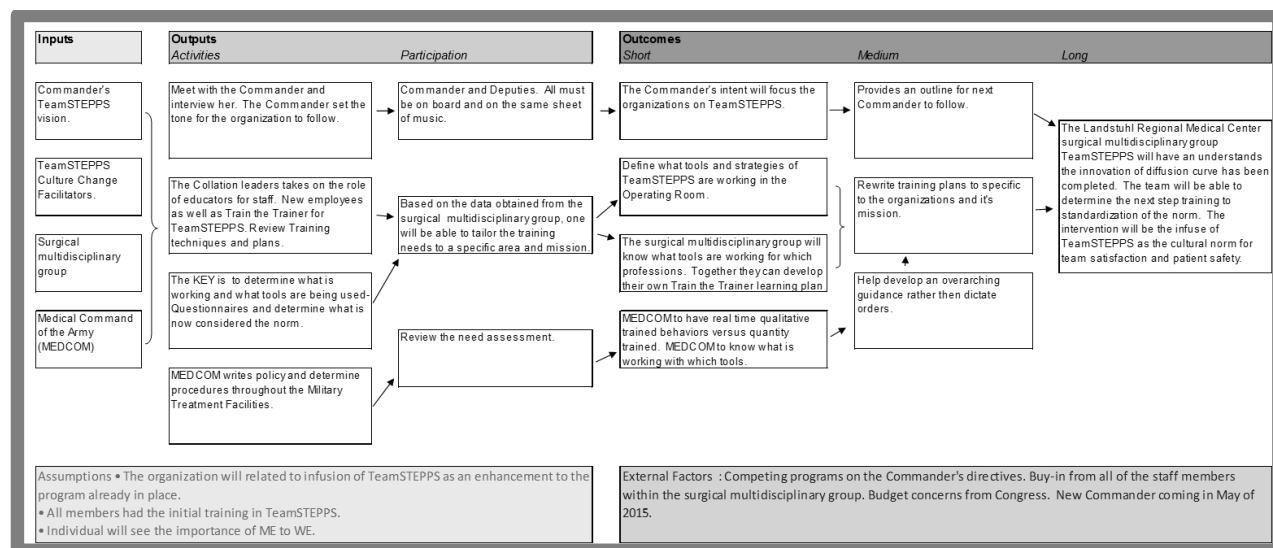 Inputs
Outputs
Activities
Participation
Outcomes
Short
Medium
Long
Commander's
TeamSTEPPS
vision.
TeamSTEPPS
Culture Change
Facilitators.
Surgical
multidisciplinary
group
Medical Command
of the Army
(MEDCOM)
Meet with the Commander and
interview her. The Commander set the
tone for the organization to follow.
The Collation leaders takes on the role
of educators for staff. New employees
as well as Train the Trainer for
TeamSTEPPS. Review Training
techniques and plans.
The KEY is to determine what is
working and what tools are being used-
Questionnaires and determine what is
now considered the norm.
MEDCOM writes policy and determine
procedures throughout the Military
Treatment Facilities.
Commander and Deputies. All must
be on board and on the same sheet
of music.
Based on the data obtained from the
surgical multidisciplinary group, one
will be able to tailor the training
needs to a specific area and mission.
Review the need assessment.
The Commander's intent will focus the
organizations on TeamSTEPPS.
Define what tools and strategies of
TeamSTEPPS are working in the
Operating Room.
The surgical multidisciplinary group will
know what tools are working for which
professions. Together they can develop
their own Train the Trainer learning plan
MEDCOM to have real time qualitative
trained behaviors versus quantity
trained. MEDCOM to know what is
working with which tools.
Provides an outline for next
Commander to follow.
Rewrite training plans to specific
to the organizations and it's
mission.
Help develop an overarching
guidance rather then dictate
orders.
The Landstuhl Regional Medical Center
surgical multidisciplinary group
TeamSTEPPS will have an understands
the innovation of diffusion curve has been
completed. The team will be able to
determine the next step training to
standardization of the norm. The
intervention will be the infuse of
TeamSTEPPS as the cultural norm for
team satisfaction and patient safety.
Assumptions • The organization will related to infusion of TeamSTEPPS as an enhancement to the
program already in place.
• All members had the initial training in TeamSTEPPS.
• Individual will see the importance of ME to WE.
External Factors : Competing programs on the Commander's directives. Buy-in from all of the staff members
within the surgical multidisciplinary group. Budget concerns from Congress. New Commander coming in May of
2015.